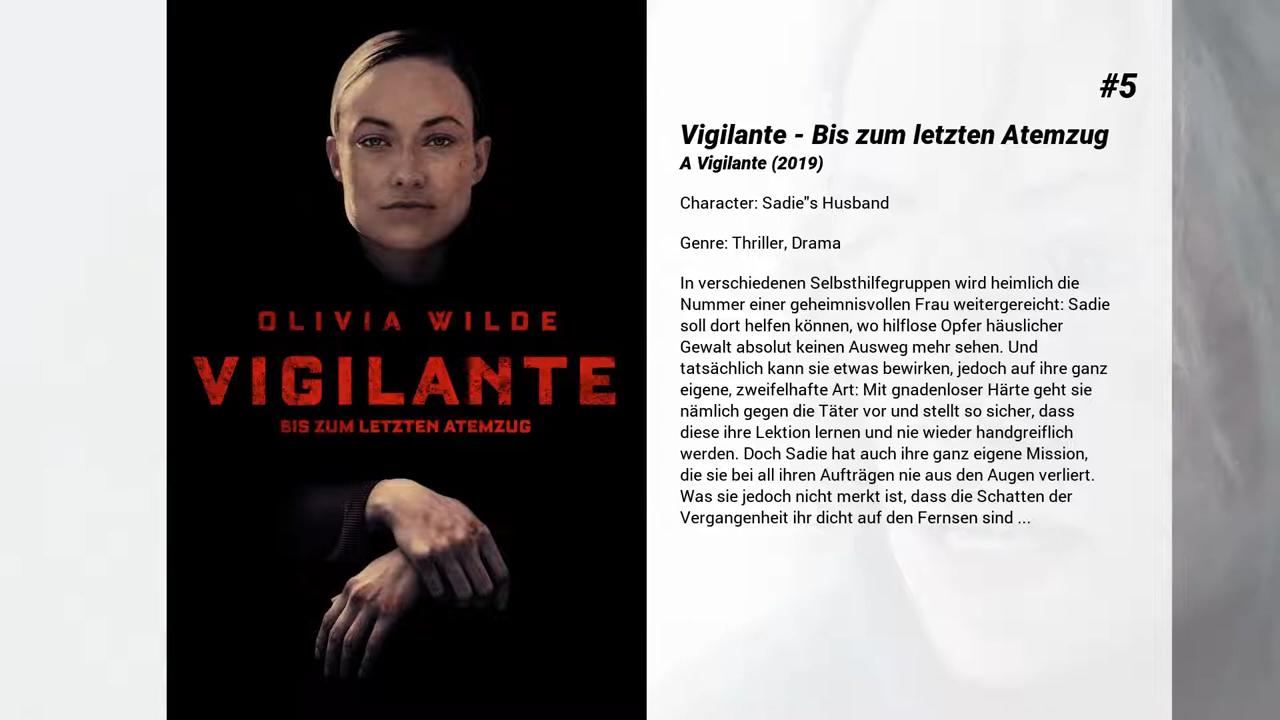 OLIVIA WILDE
VIGILANTE
BIS ZUM LETZTEN ATEMZUG
#5
Vigilante - Bis zum letzten Atemzug
A Vigilante (2019)
Character: Sadie"s Husband
Genre: Thriller, Drama
In verschiedenen Selbsthilfegruppen wird heimlich die
Nummer einer geheimnisvollen Frau weitergereicht: Sadie
soll dort helfen können, wo hilflose Opfer häuslicher
Gewalt absolut keinen Ausweg mehr sehen. Und
tatsächlich kann sie etwas bewirken, jedoch auf ihre ganz
eigene, zweifelhafte Art: Mit gnadenloser Härte geht sie
nämlich gegen die Täter vor und stellt so sicher, dass
diese ihre Lektion lernen und nie wieder handgreiflich
werden. Doch Sadie hat auch ihre ganz eigene Mission,
die sie bei all ihren Aufträgen nie aus den Augen verliert.
Was sie jedoch nicht merkt ist, dass die Schatten der
Vergangenheit ihr dicht auf den Fernsen sind ...